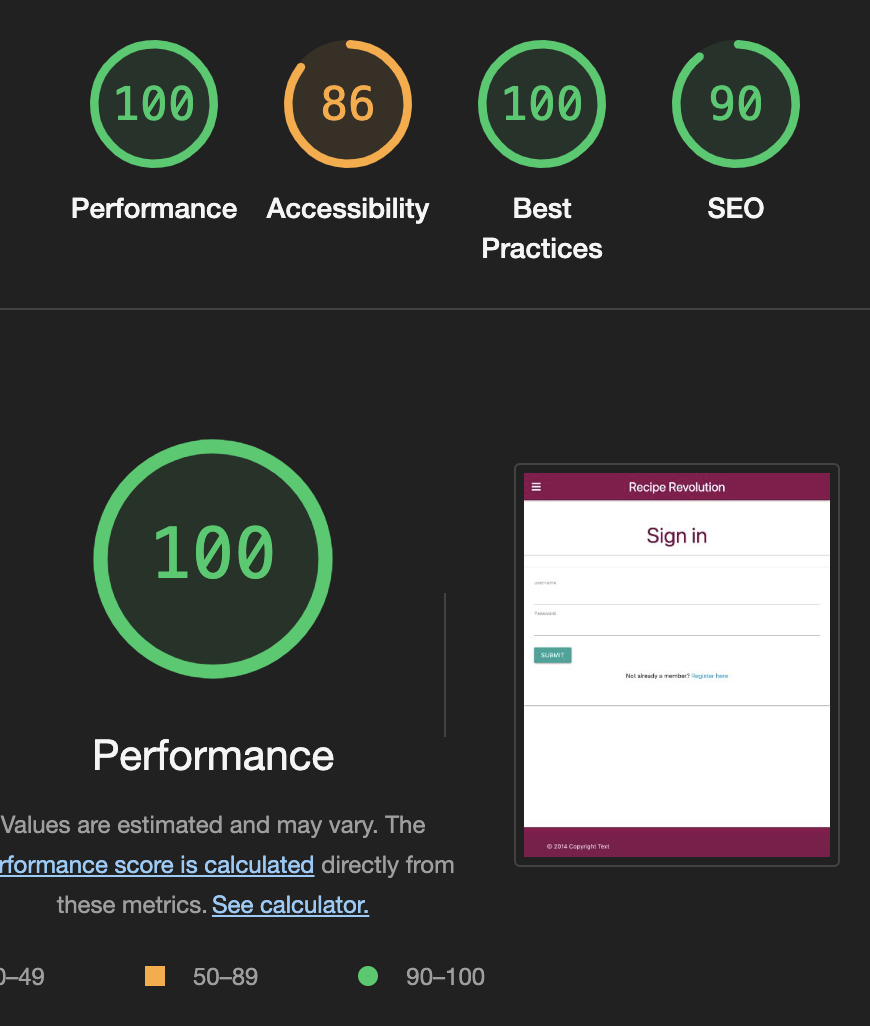 100
86
100
90
Performance
Accessibility
Best
Practices
SEO
100
Performance
Values are estimated and may vary. The
rformance score is calculated directly from
these metrics. See calculator.
0–49
50–89
90–100
Recipe Revolution
Sign in
Username
Password
SUBMIT
Not already a member? Register here
© 2014 Copyright Text